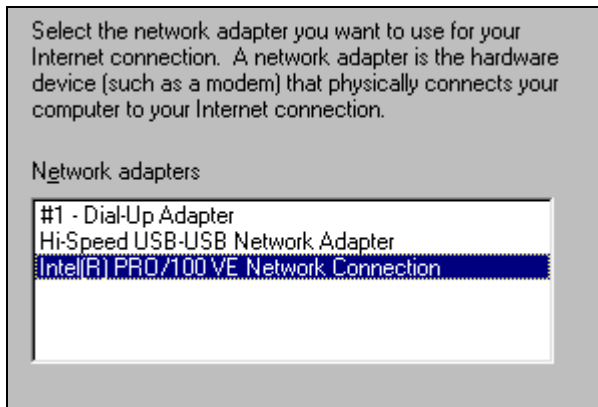 Select the network adapter you want to use for your
Internet connection.  A network adapter is the hardware
device (such as a modem) that physically connects your
computer to your Internet connection.
Network adapters
#1 - Dial-Up Adapter
Hi-Speed USB-USB Network Adapter
Intel(R) PRO/100 VE Network Connection